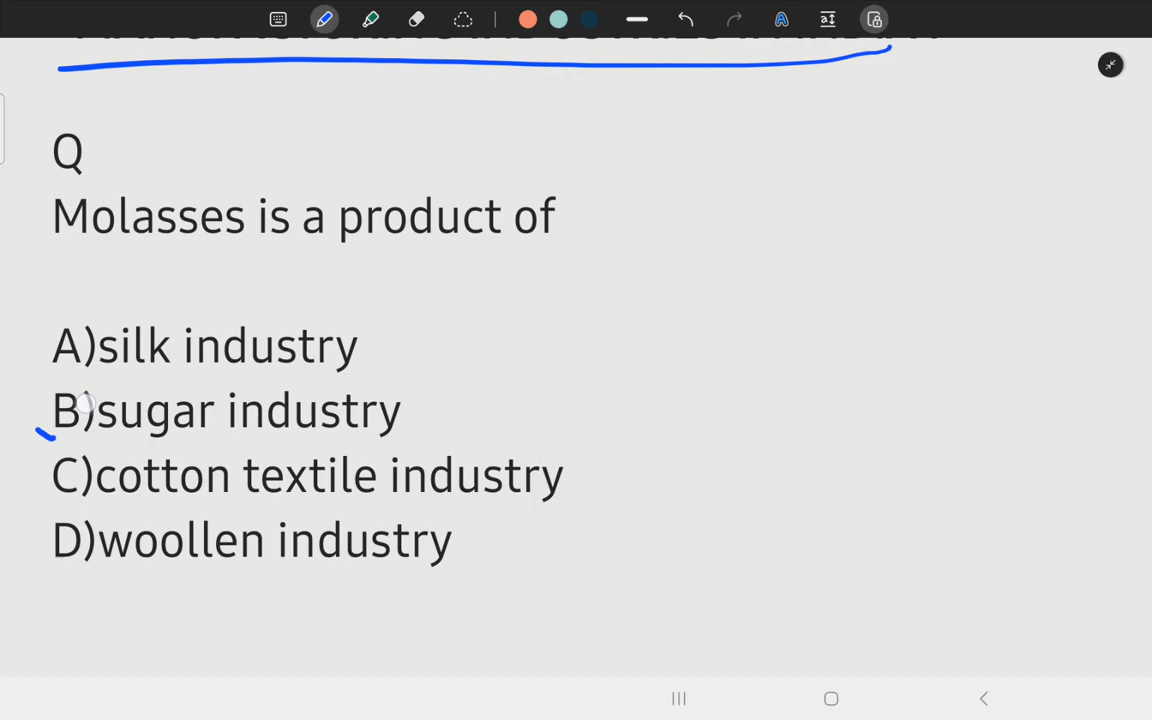 Q
Molasses is a product of
A)silk industry
B)sugar industry
C)cotton textile industry
D)woollen industry